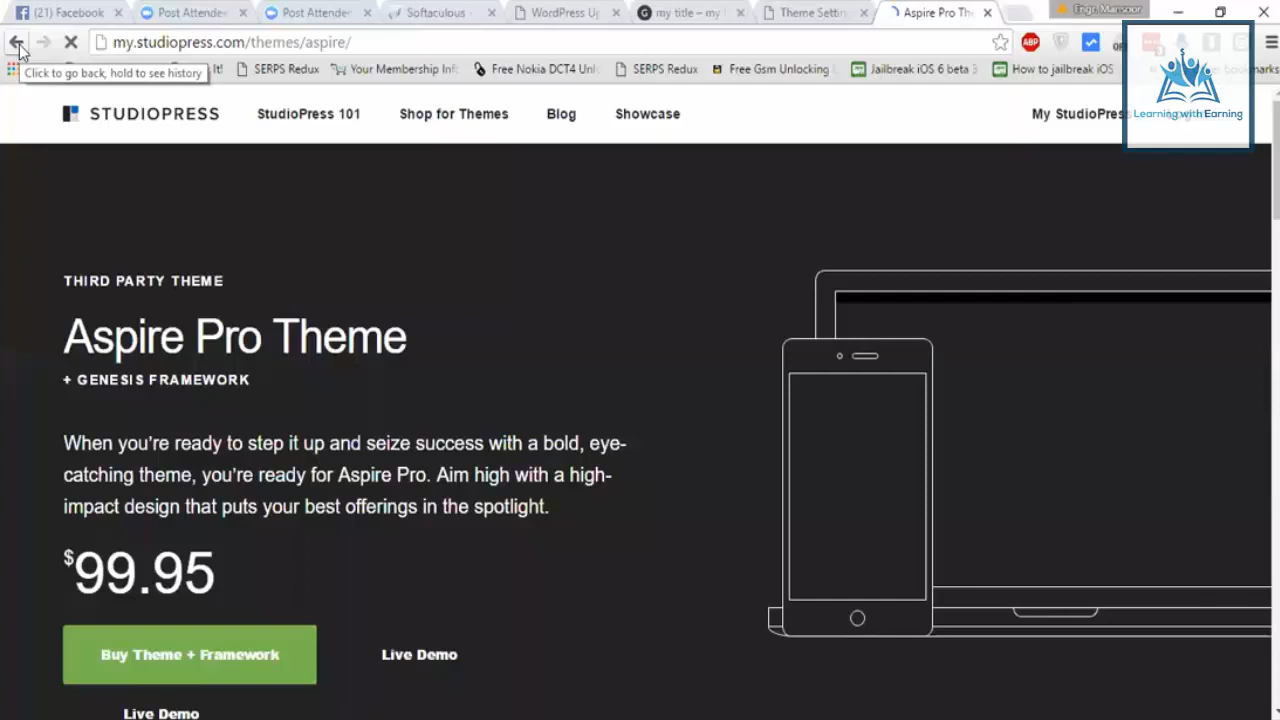 (21) Facebook
Post Attende
Post Attende
Softaculous -
WordPress Up
my title – my
Theme Settin
Aspire Pro Th
Engr. Mansoor
my.studiopress.com/themes/aspire/
ABP
Click to go back, hold to see history
It!
SERPS Redux
Your Membership Inf
Free Nokia DCT4 Unl
SERPS Redux
Free Gsm Unlocking
Jailbreak iOS 6 beta 3
How to jailbreak iOS
Learning with Earning
STUDIOPRESS
StudioPress 101
Shop for Themes
Blog
Showcase
My StudioPress
THIRD PARTY THEME
Aspire Pro Theme
+ GENESIS FRAMEWORK
When you're ready to step it up and seize success with a bold, eye-
catching theme, you're ready for Aspire Pro. Aim high with a high-
impact design that puts your best offerings in the spotlight.
$99.95
Buy Theme + Framework
Live Demo
Live Demo